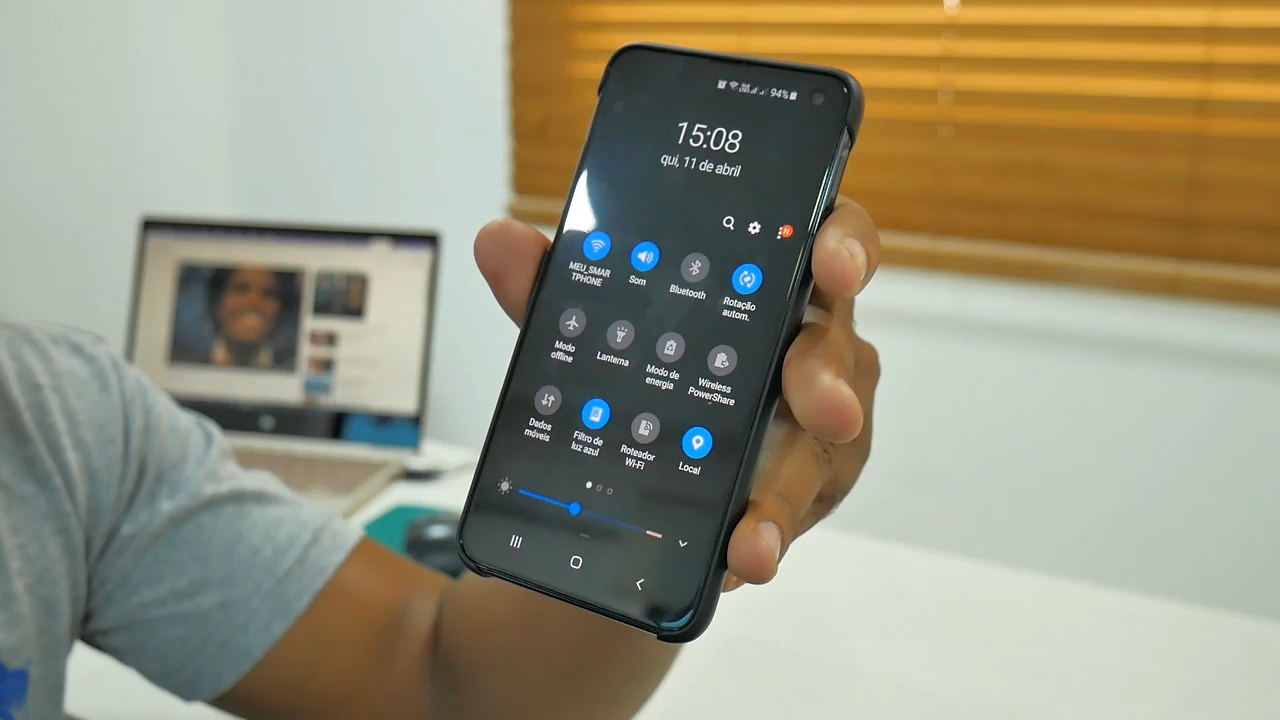 94%
15:08
qui, 11 de abril
N
MEU_SMAR
TPHONE
Som
Bluetooth
Rotação
autom.
Modo
offline
Lanterna
Modo de
energia
Wireless
PowerShare
Dados
móveis
Filtro de
luz azul
Roteador
Wi-Fi
Local